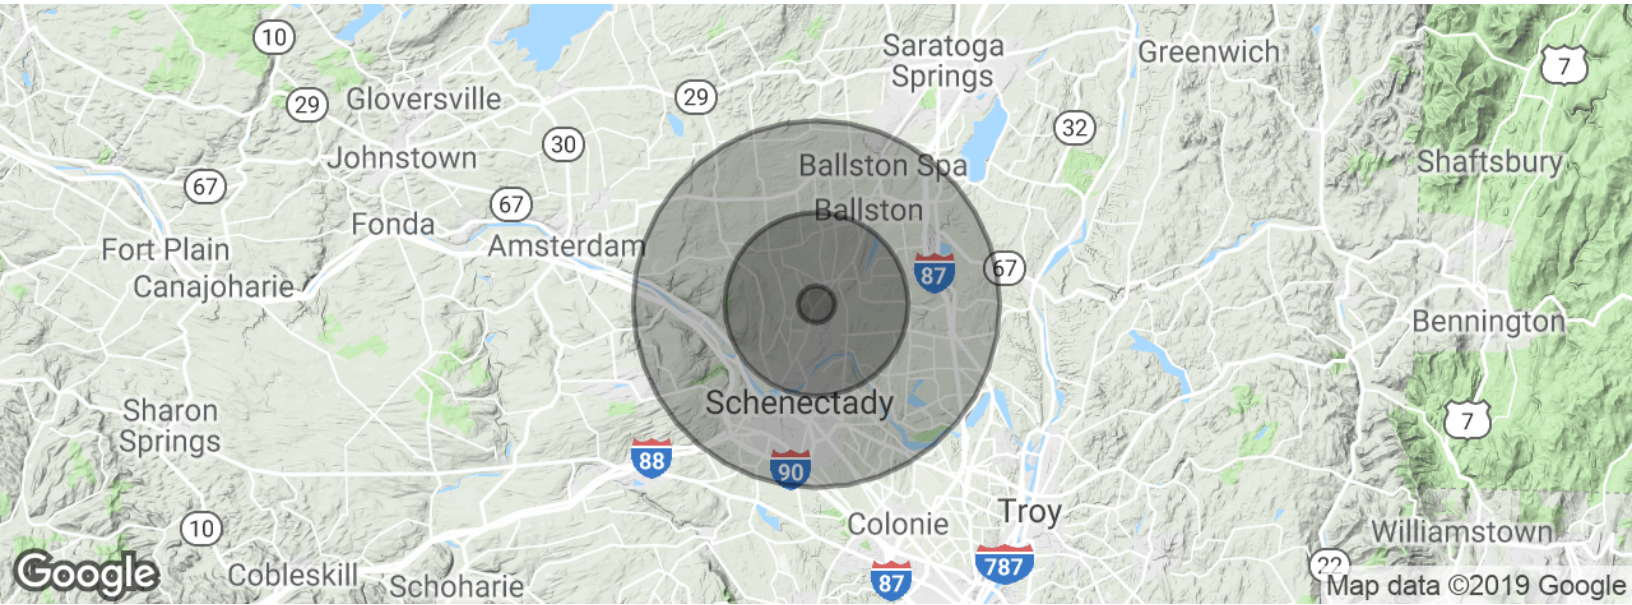 10
Saratoga
Springs
Greenwich
7
29
Gloversville
29
30
32
Johnstown
Ballston Spa
Shaftsbury
67
67
Ballston
Fonda
Amsterdam
Fort Plain
87
67
Canajoharie
Bennington
Schenectady
Sharon
Springs
7
88
90
10
Colonie
Troy
Williamstown
Google
Cobleskill
Schoharie
87
787
22
Map data ©2019 Google